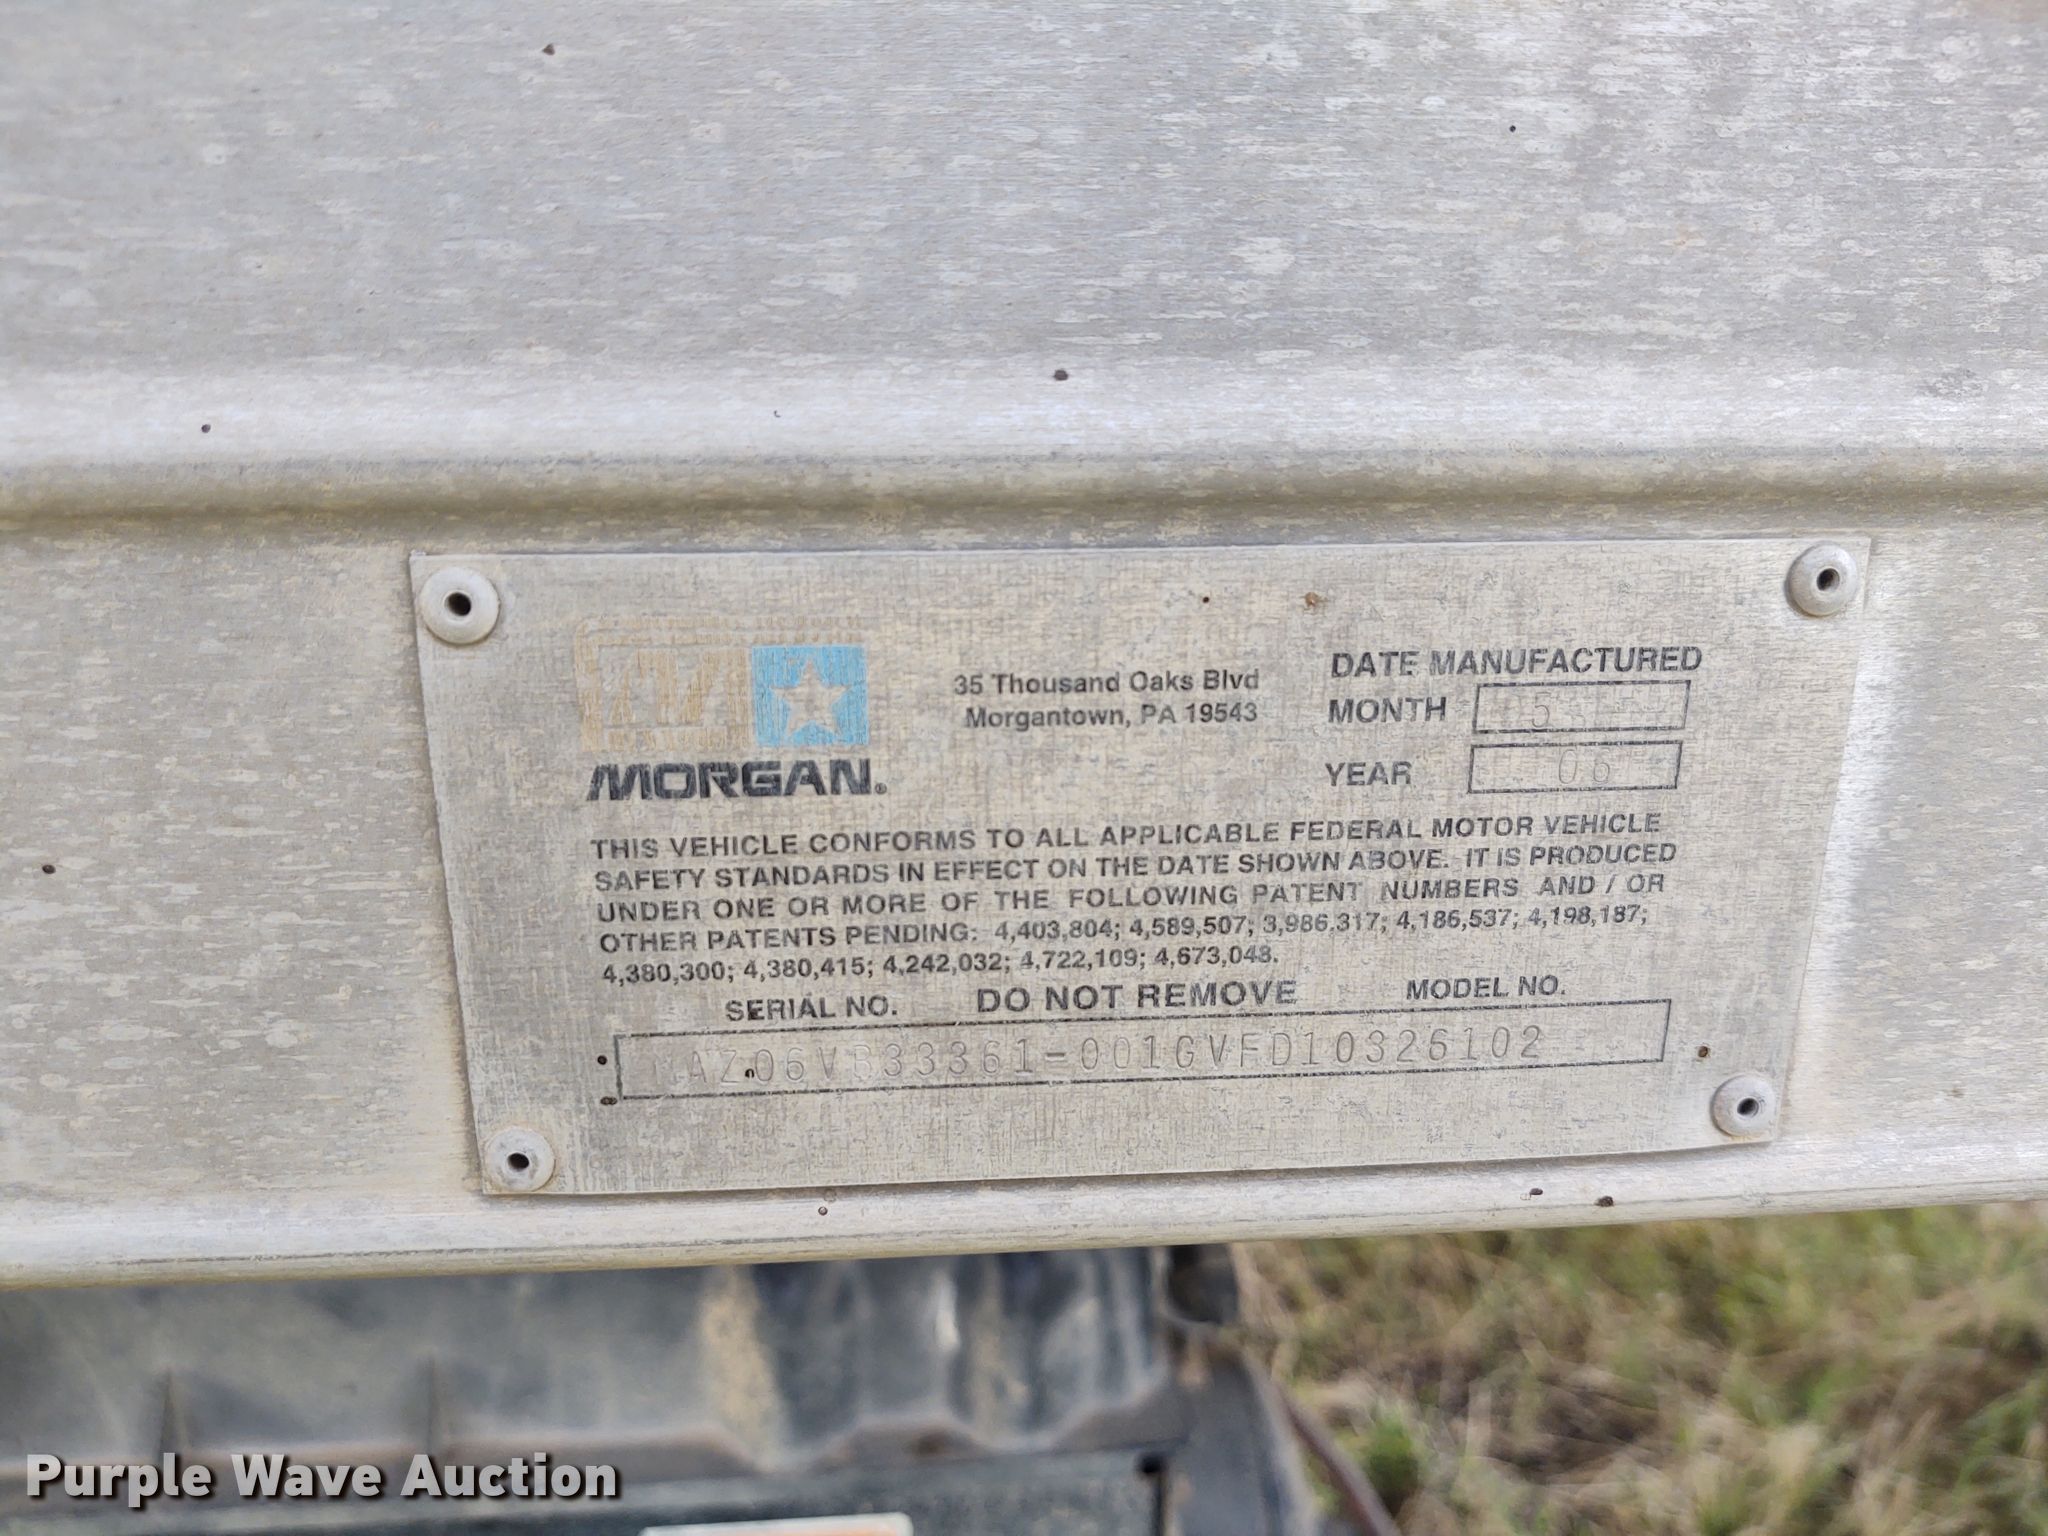 MORGAN®
35 Thousand Oaks Blvd
Morgantown, PA 19543
DATE MANUFACTURED
MONTH 05
YEAR 06
THIS VEHICLE CONFORMS TO ALL APPLICABLE FEDERAL MOTOR VEHICLE
SAFETY STANDARDS IN EFFECT ON THE DATE SHOWN ABOVE. IT IS PRODUCED
UNDER ONE OR MORE OF THE FOLLOWING PATENT NUMBERS AND / OR
OTHER PATENTS PENDING: 4,403,804; 4,589,507; 3,986,317; 4,186,537; 4,198,187;
4,380,300; 4,380,415; 4,242,032; 4,722,109; 4,673,048.
SERIAL NO. DO NOT REMOVE MODEL NO.
Purple Wave Auction